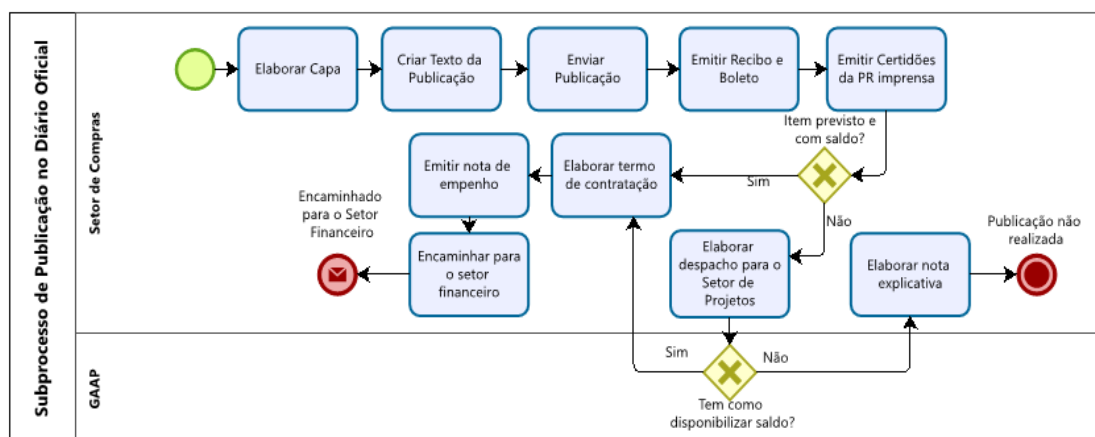 Subprocesso de Publicação no Diário Oficial
Setor de Compras
Elaborar Capa
Criar Texto da
Publicação
Enviar
Publicação
Emitir Recibo e
Boleto
Emitir Certidões
da PR imprensa
Item previsto e
com saldo?
Sim
Não
Elaborar termo
de contratação
Emitir nota de
empenho
Encaminhar para
o setor
financeiro
Encaminhado
para o Setor
Financeiro
Elaborar
despacho para o
Setor de
Projetos
Elaborar nota
explicativa
Publicação não
realizada
GAAP
Sim
Não
Tem como
disponibilizar saldo?